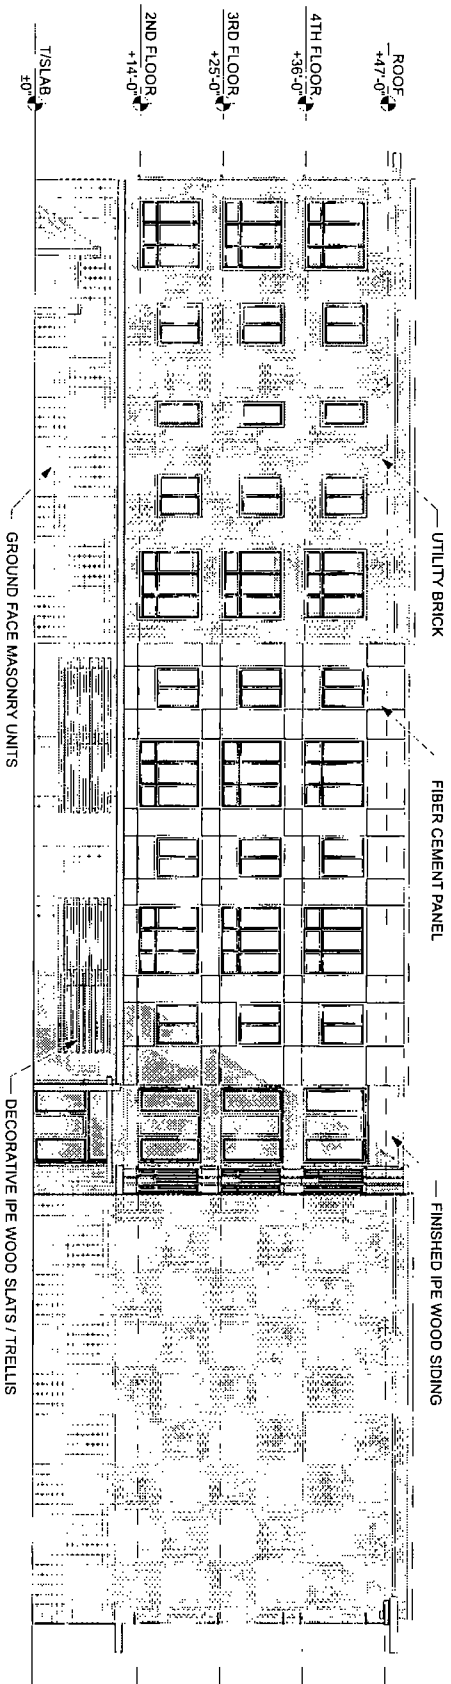 ROOF
+47'-0"
4TH FLOOR
+36'-0"
3RD FLOOR
+25'-0"
2ND FLOOR
+14'-0"
T/SLAB
±0"
UTILITY BRICK
FIBER CEMENT PANEL
FINISHED IPE WOOD SIDING
GROUND FACE MASONRY UNITS
DECORATIVE IPE WOOD SLATS / TRELLIS